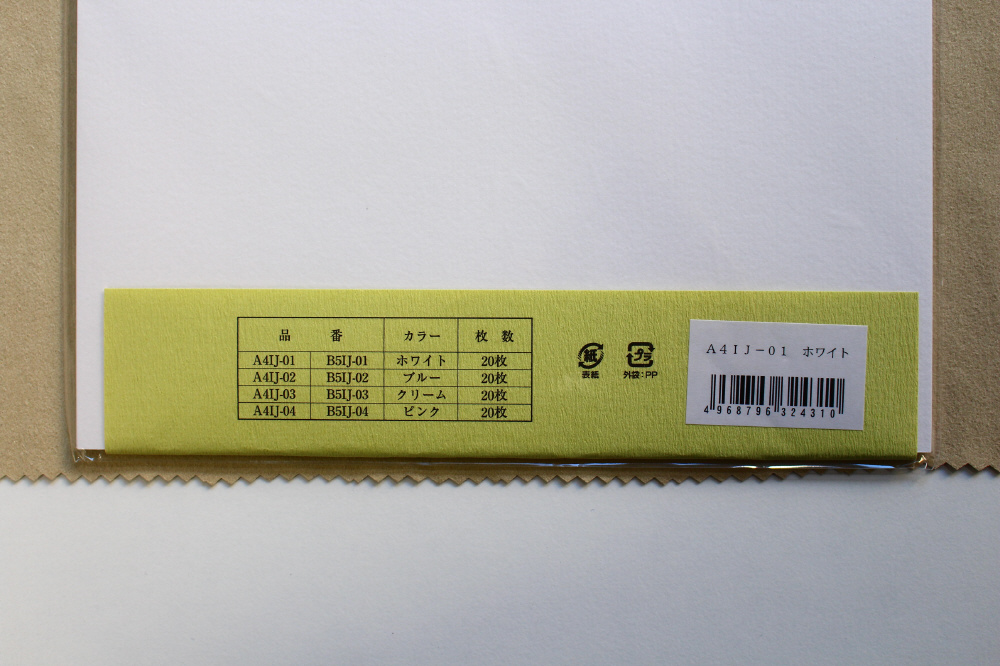 品番 カラー 枚数
A4IJ-01 B5IJ-01 ホワイト 20枚
A4IJ-02 B5IJ-02 ブルー 20枚
A4IJ-03 B5IJ-03 クリーム 20枚
A4IJ-04 B5IJ-04 ピンク 20枚
紙
表紙
プラ
外袋:PP
A4IJ-01 ホワイト
4968796324310